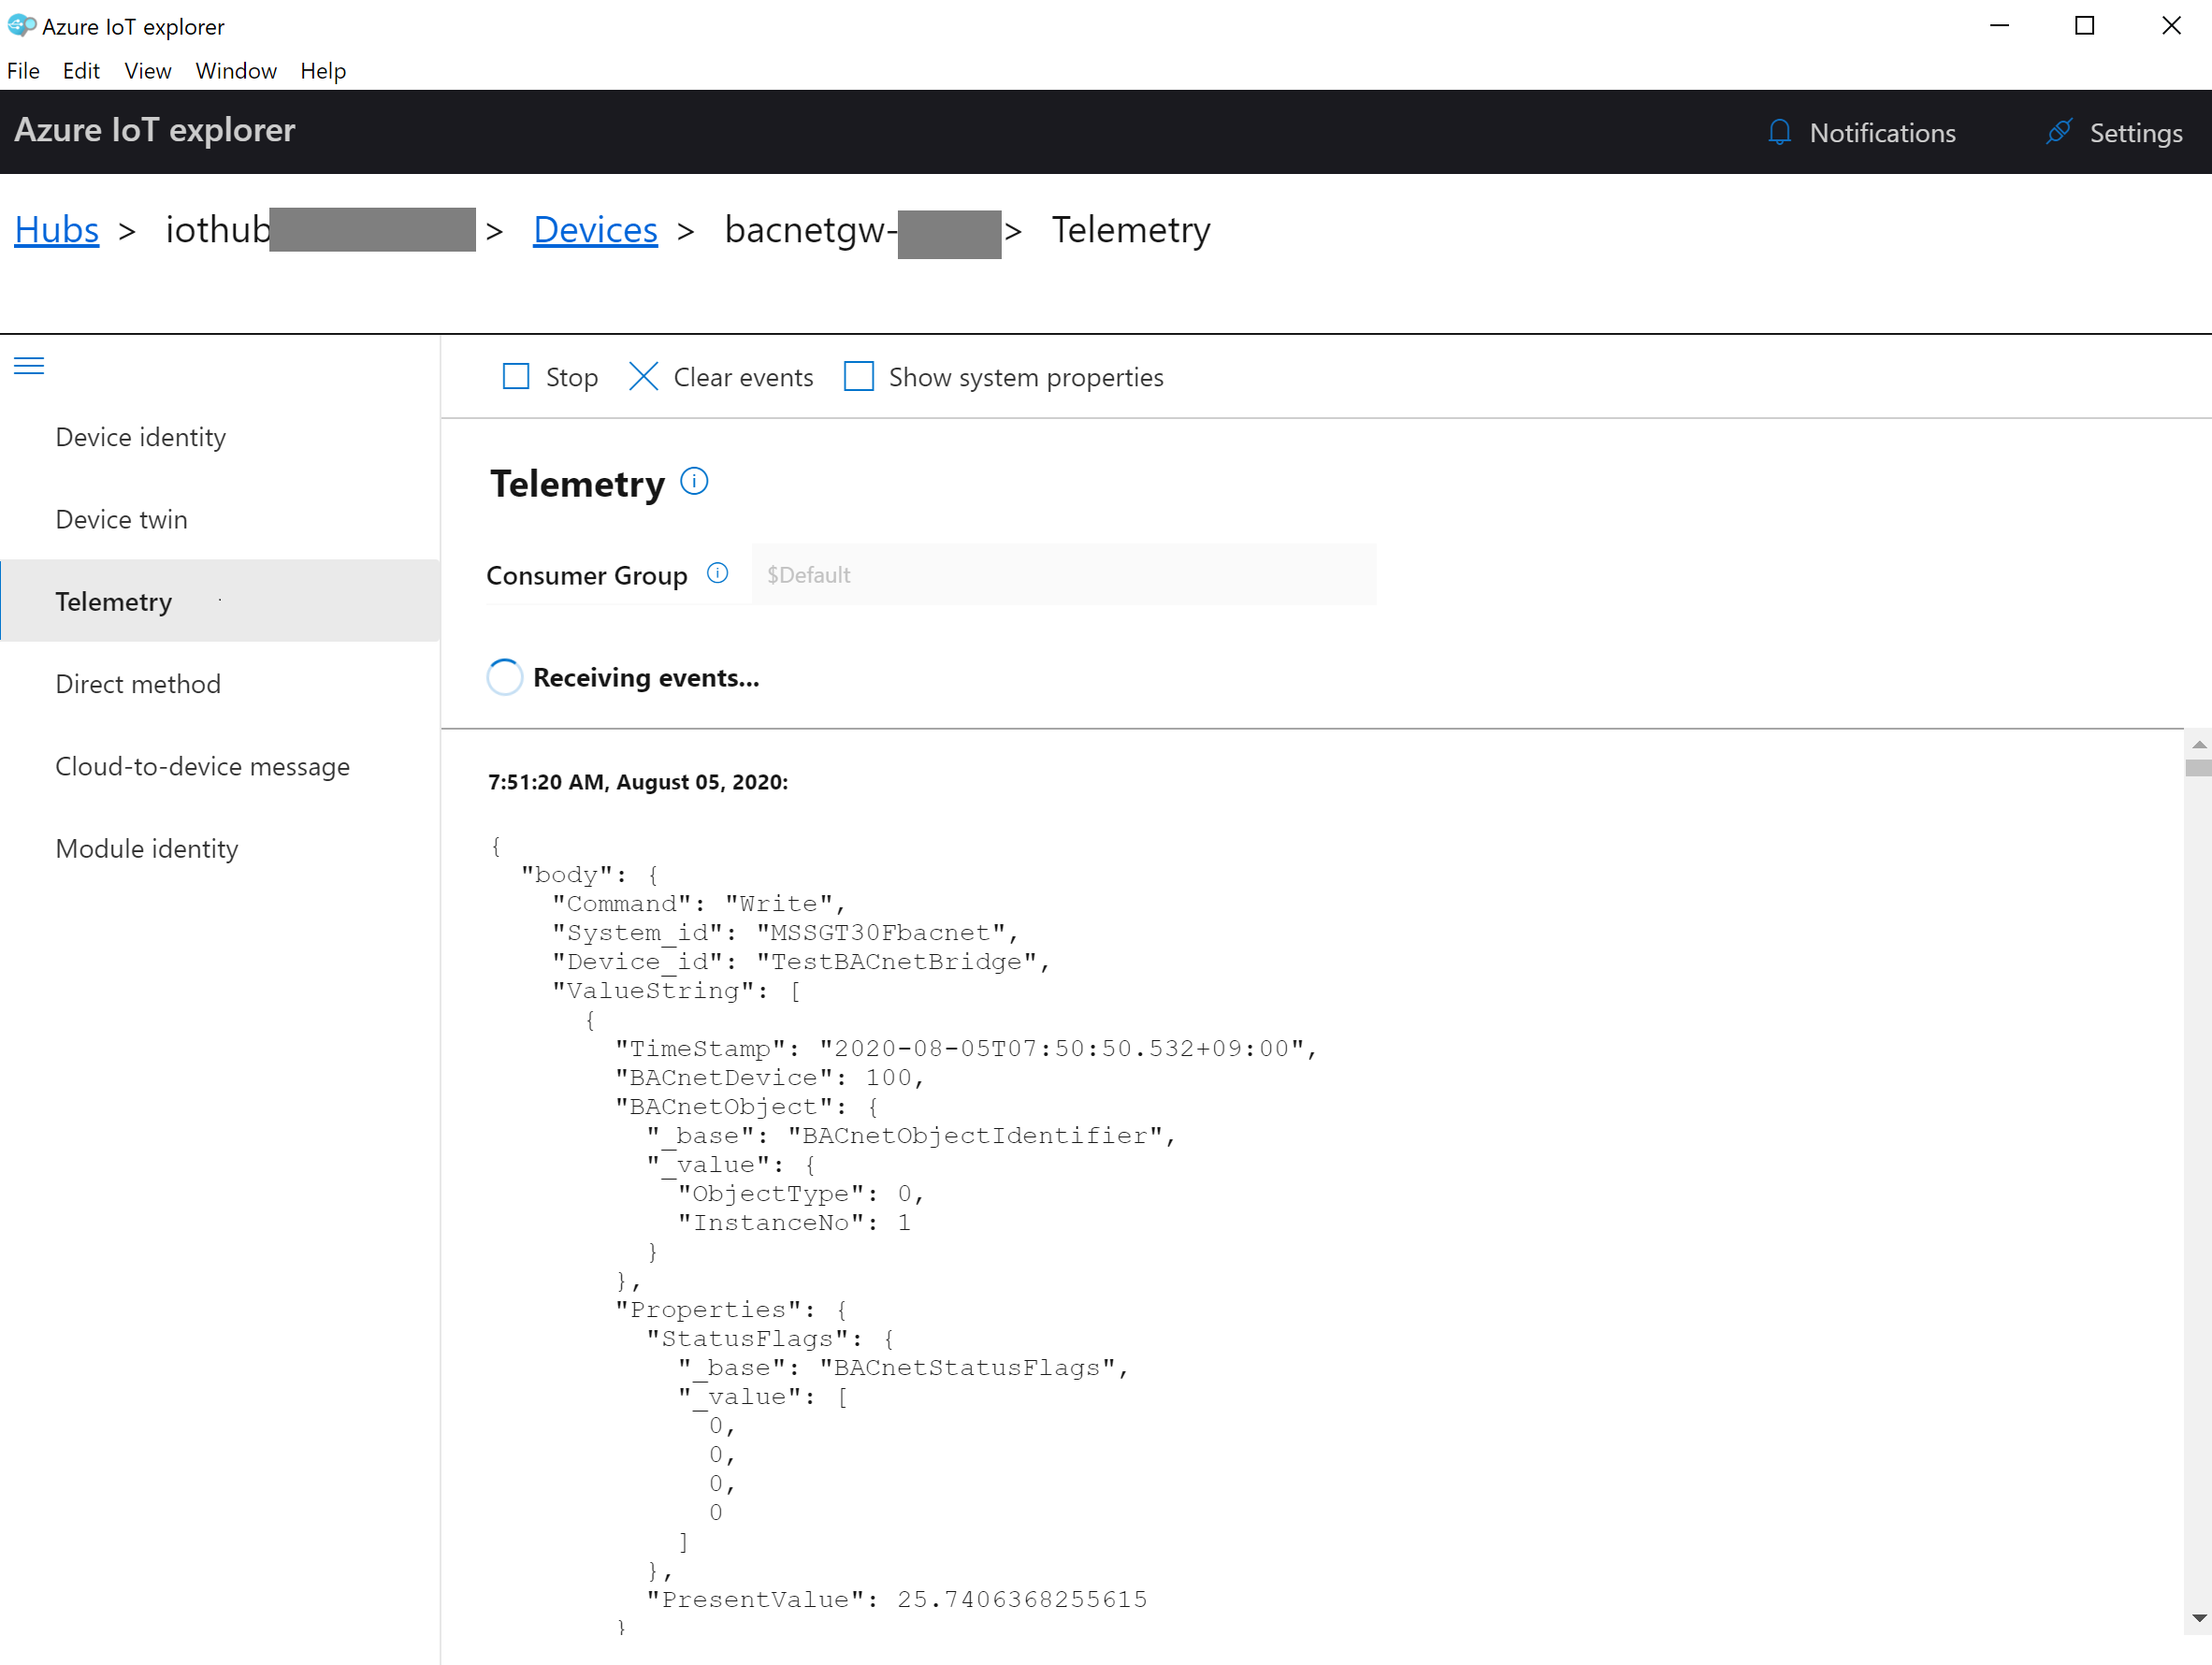 Azure IoT explorer
File Edit View Window Help
Azure IoT explorer Notifications Settings
Hubs > iothub > Devices > bacnetgw- > Telemetry
Stop Clear events Show system properties
Device identity
Device twin
Telemetry
Direct method
Cloud-to-device message
Module identity
Telemetry
Consumer Group $Default
Receiving events...
7:51:20 AM, August 05, 2020:
{
  "body": {
    "Command": "Write",
    "System_id": "MSSGT30Fbacnet",
    "Device_id": "TestBACnetBridge",
    "ValueString": [
      {
        "TimeStamp": "2020-08-05T07:50:50.532+09:00",
        "BACnetDevice": 100,
        "BACnetObject": {
          "_base": "BACnetObjectIdentifier",
          "_value": {
            "ObjectType": 0,
            "InstanceNo": 1
          }
        },
        "Properties": {
          "StatusFlags": {
            "_base": "BACnetStatusFlags",
            "_value": [
              0,
              0,
              0,
              0
            ]
          },
          "PresentValue": 25.7406368255615
        }